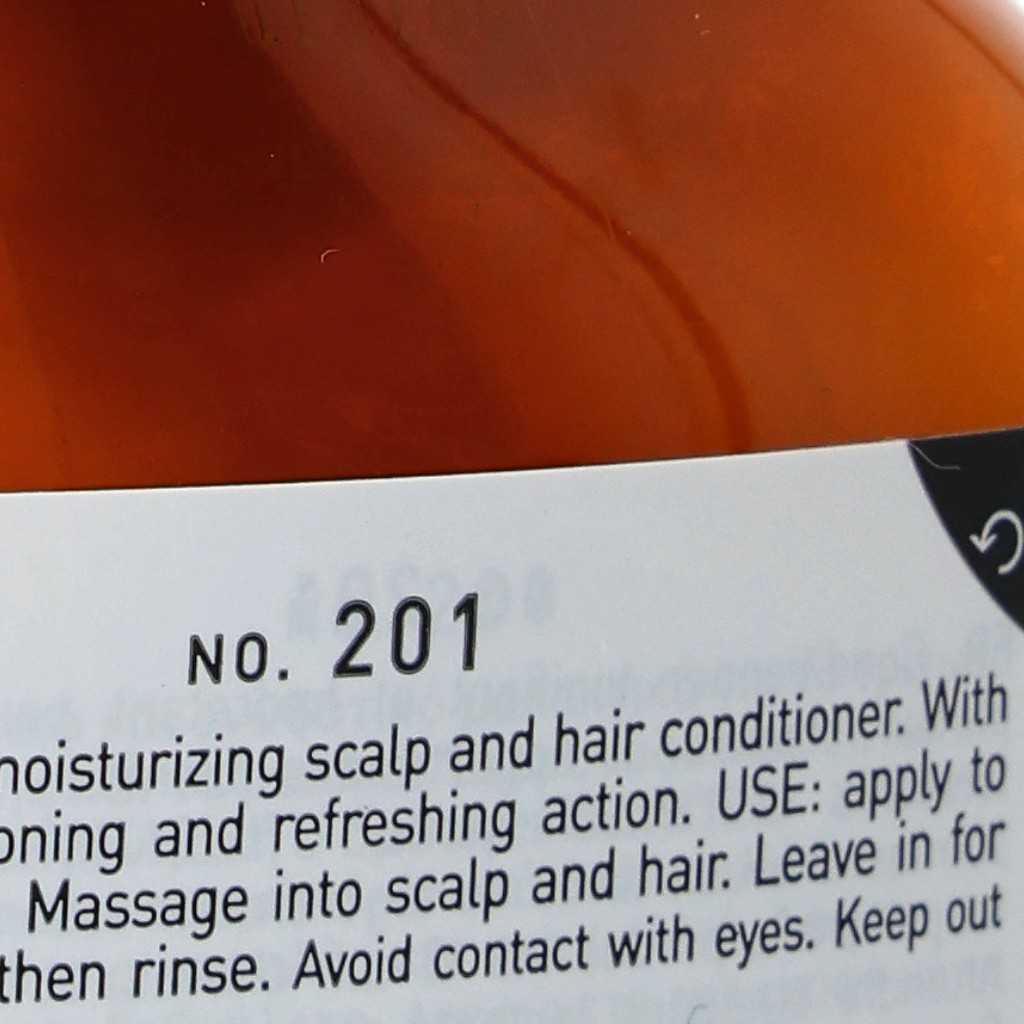 NO. 201
moisturizing scalp and hair conditioner. With
oning and refreshing action. USE: apply to
Massage into scalp and hair. Leave in for
then rinse. Avoid contact with eyes. Keep out